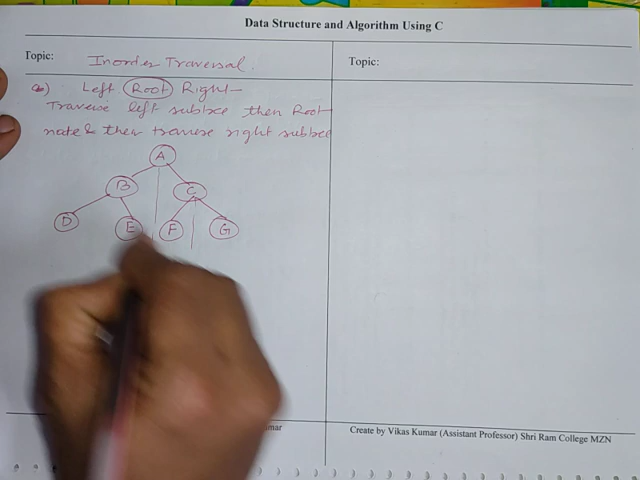 Data Structure and Algorithm Using C
Topic: Inorder Traversal.
Topic:
Left Root Right
Traverse left subtree then Root
node & then traverse right subtree
A
B C
D E F G
mar
Create by Vikas Kumar (Assistant Professor) Shri Ram College MZN